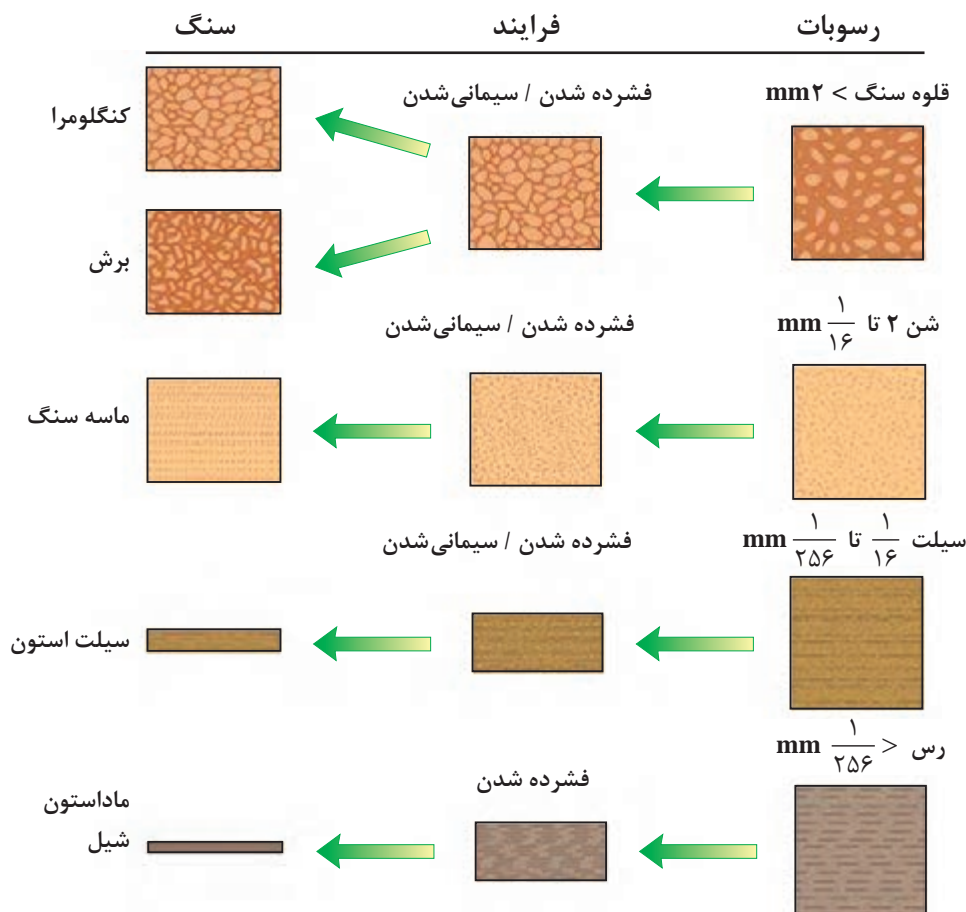 رسوبات فرایند سنگ
قلوه سنگ > ۲mm فشرده شدن / سیمانی‌شدن کنگلومرا
برش
شن ۲ تا ۱/۱۶ mm فشرده شدن / سیمانی‌شدن ماسه سنگ
سیلت ۱/۱۶ تا ۱/۲۵۶ mm فشرده شدن / سیمانی‌شدن سیلت استون
رس < ۱/۲۵۶ mm فشرده شدن ماداستون
شیل